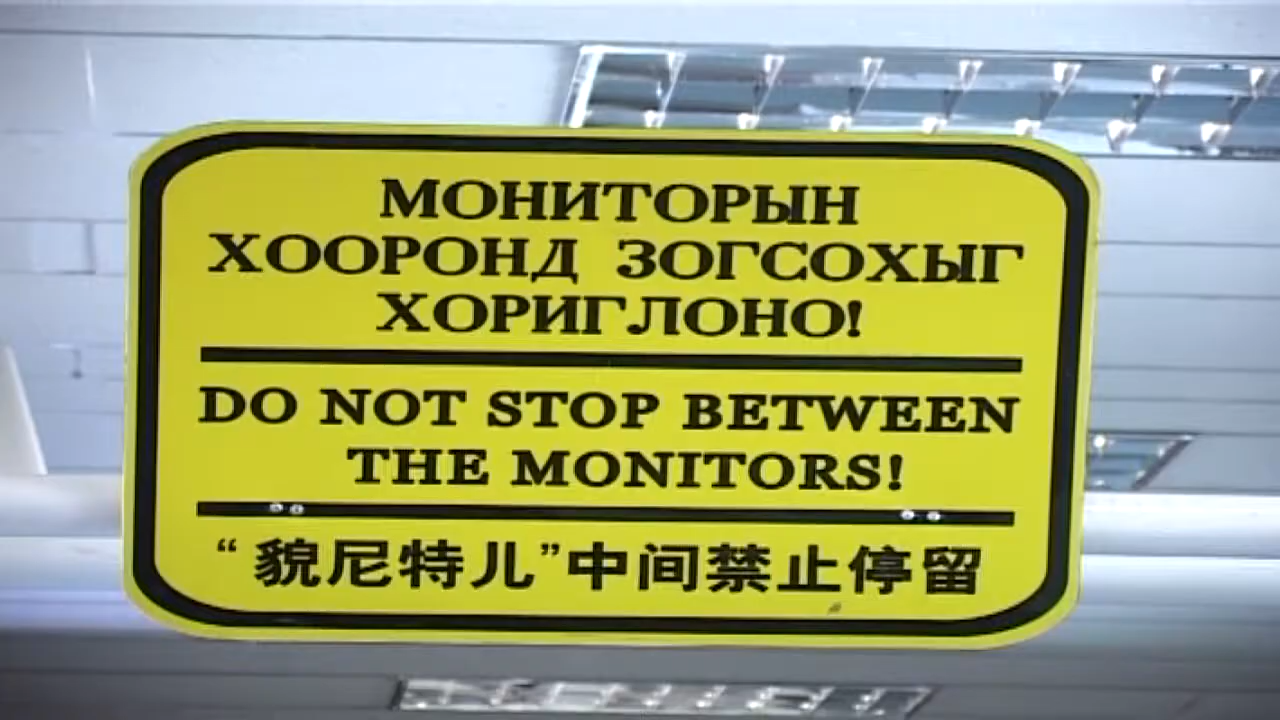 МОНИТОРЫН
ХООРОНД ЗОГСОХЫГ
ХОРИГЛОНО!
DO NOT STOP BETWEEN
THE MONITORS!
“貌尼特儿”中间禁止停留